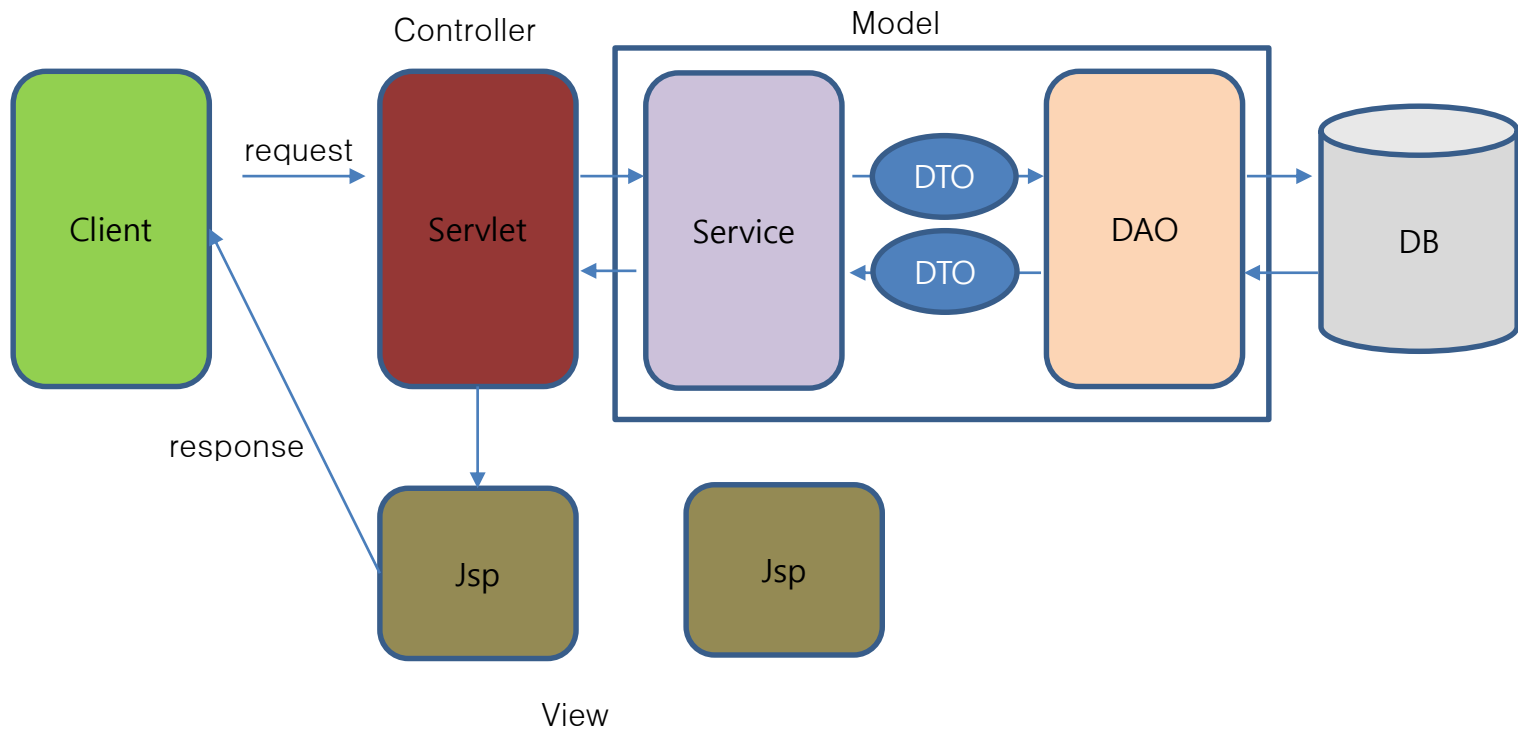 Controller
Model
request
Client
Servlet
Service
DTO
DTO
DAO
DB
response
Jsp
Jsp
View